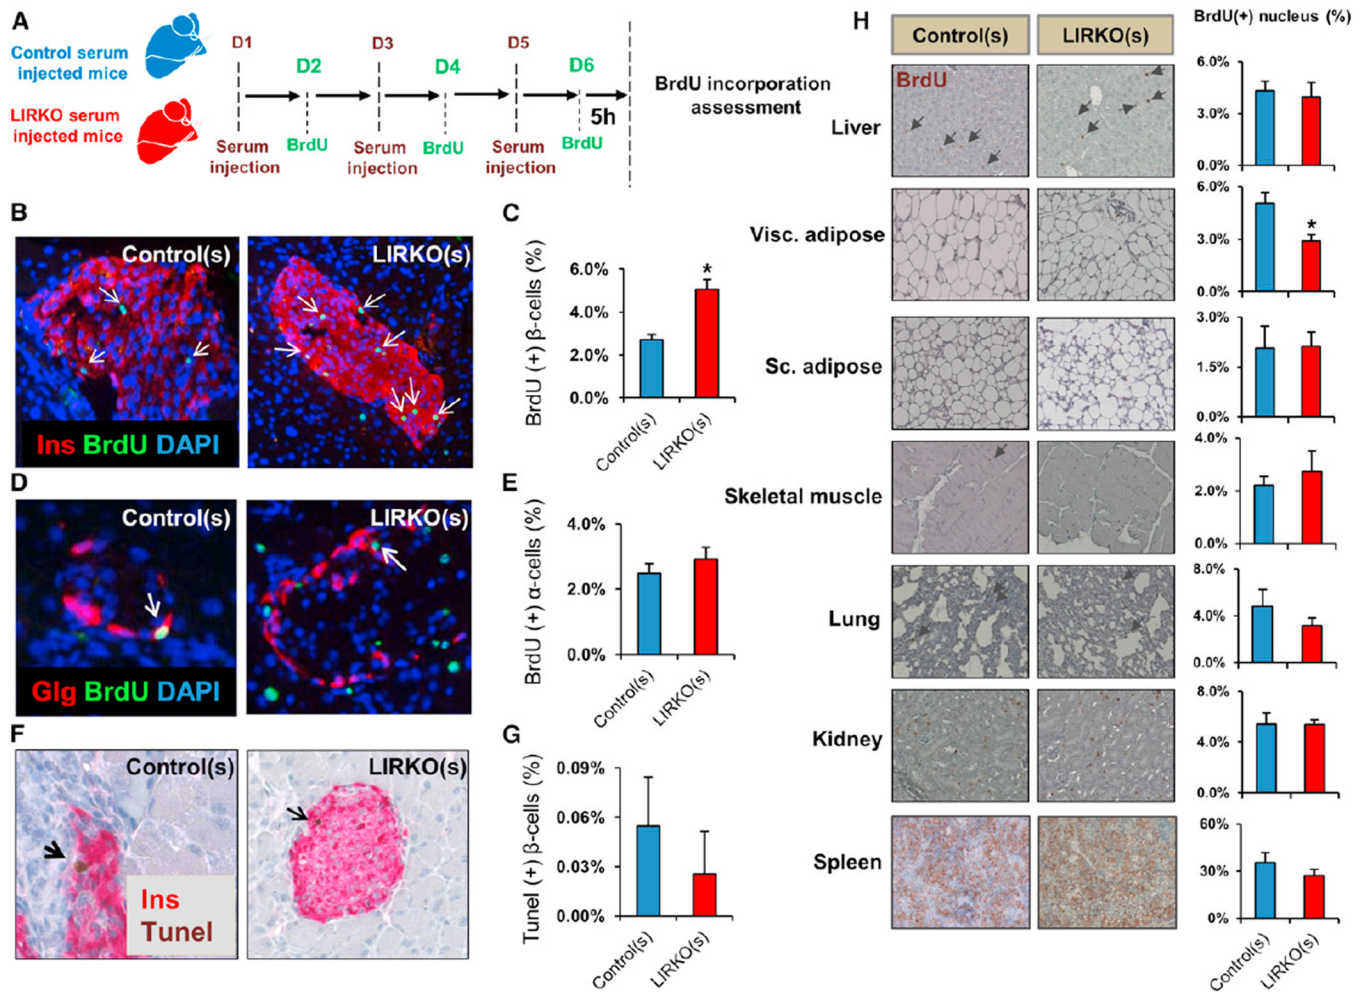 A
Control serum
injected mice
LIRKO serum
injected mice
D1
D2
D3
D4
D5
D6
5h
Serum
injection
BrdU
Serum
injection
BrdU
Serum
injection
BrdU
BrdU incorporation
assessment
B
Control(s)
LIRKO(s)
Ins BrdU DAPI
C
BrdU (+) β-cells (%)
6.0%
4.0%
2.0%
0.0%
*
Control(s)
LIRKO(s)
D
Control(s)
LIRKO(s)
Glg BrdU DAPI
E
BrdU (+) α-cells (%)
4.0%
2.0%
0.0%
Control(s)
LIRKO(s)
F
Control(s)
LIRKO(s)
Ins
Tunel
G
Tunel (+) β-cells (%)
0.09%
0.06%
0.03%
0.00%
Control(s)
LIRKO(s)
H
Control(s)
LIRKO(s)
BrdU(+) nucleus (%)
BrdU
Liver
6.0%
3.0%
0.0%
Visc. adipose
6.0%
3.0%
0.0%
*
Sc. adipose
3.0%
1.5%
0.0%
Skeletal muscle
4.0%
2.0%
0.0%
Lung
8.0%
4.0%
0.0%
Kidney
8.0%
4.0%
0.0%
Spleen
60%
30%
0%
Control(s)
LIRKO(s)